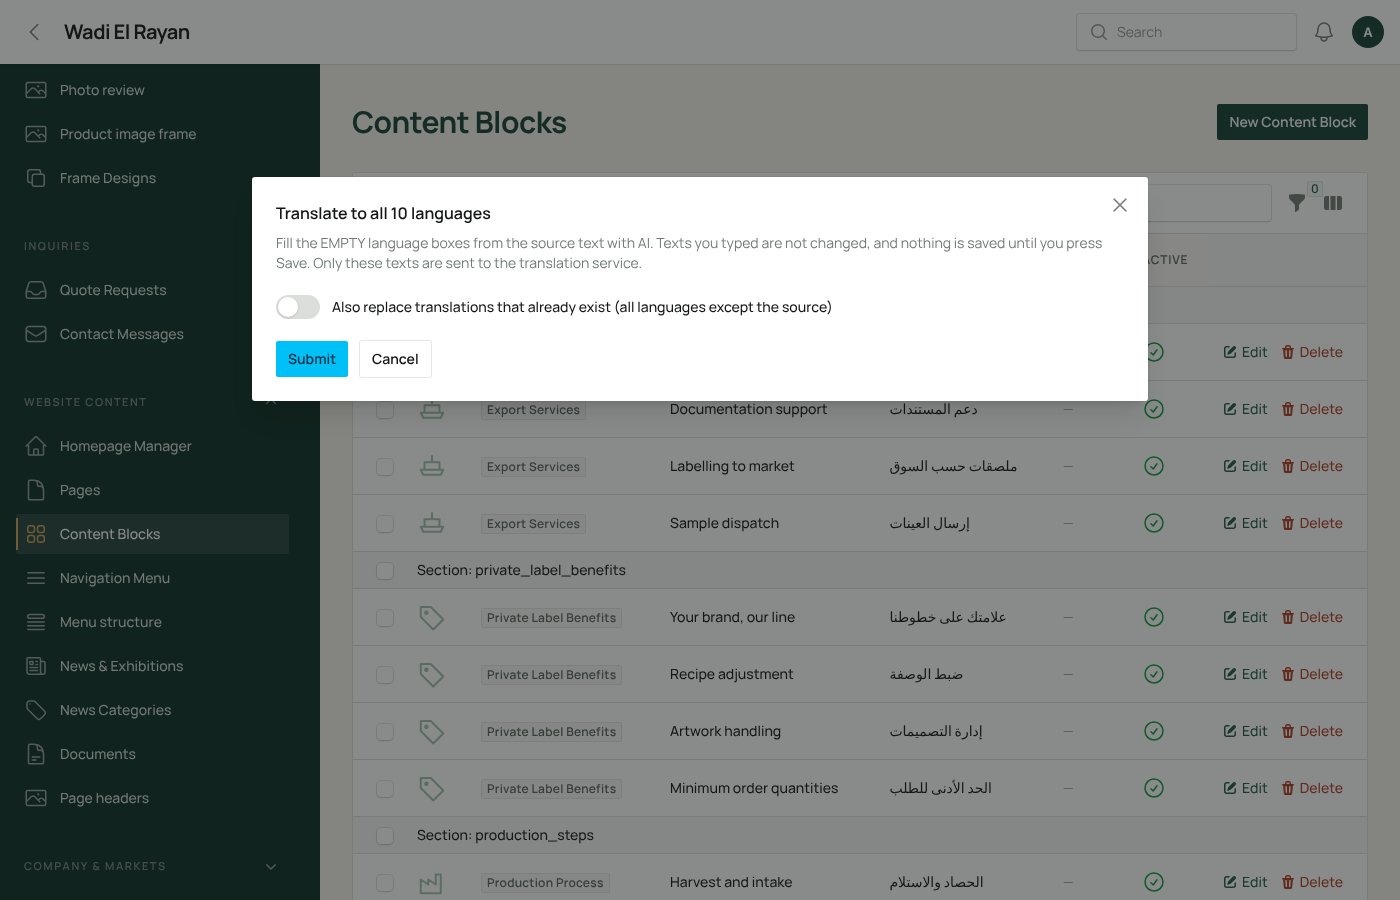 Wadi El Rayan
Search
A
Photo review
Product image frame
Frame Designs
INQUIRIES
Quote Requests
Contact Messages
WEBSITE CONTENT
Homepage Manager
Pages
Content Blocks
Navigation Menu
Menu structure
News & Exhibitions
News Categories
Documents
Page headers
COMPANY & MARKETS
Content Blocks
New Content Block
0
Translate to all 10 languages
Fill the EMPTY language boxes from the source text with AI. Texts you typed are not changed, and nothing is saved until you press
Save. Only these texts are sent to the translation service.
Also replace translations that already exist (all languages except the source)
Submit Cancel
Edit Delete
Export Services Documentation support دعم المستندات — Edit Delete
Export Services Labelling to market ملصقات حسب السوق — Edit Delete
Export Services Sample dispatch إرسال العينات — Edit Delete
Section: private_label_benefits
Private Label Benefits Your brand, our line علامتك على خطوطنا — Edit Delete
Private Label Benefits Recipe adjustment ضبط الوصفة — Edit Delete
Private Label Benefits Artwork handling إدارة التصميمات — Edit Delete
Private Label Benefits Minimum order quantities الحد الأدنى للطلب — Edit Delete
Section: production_steps
Production Process Harvest and intake الحصاد والاستلام — Edit Delete